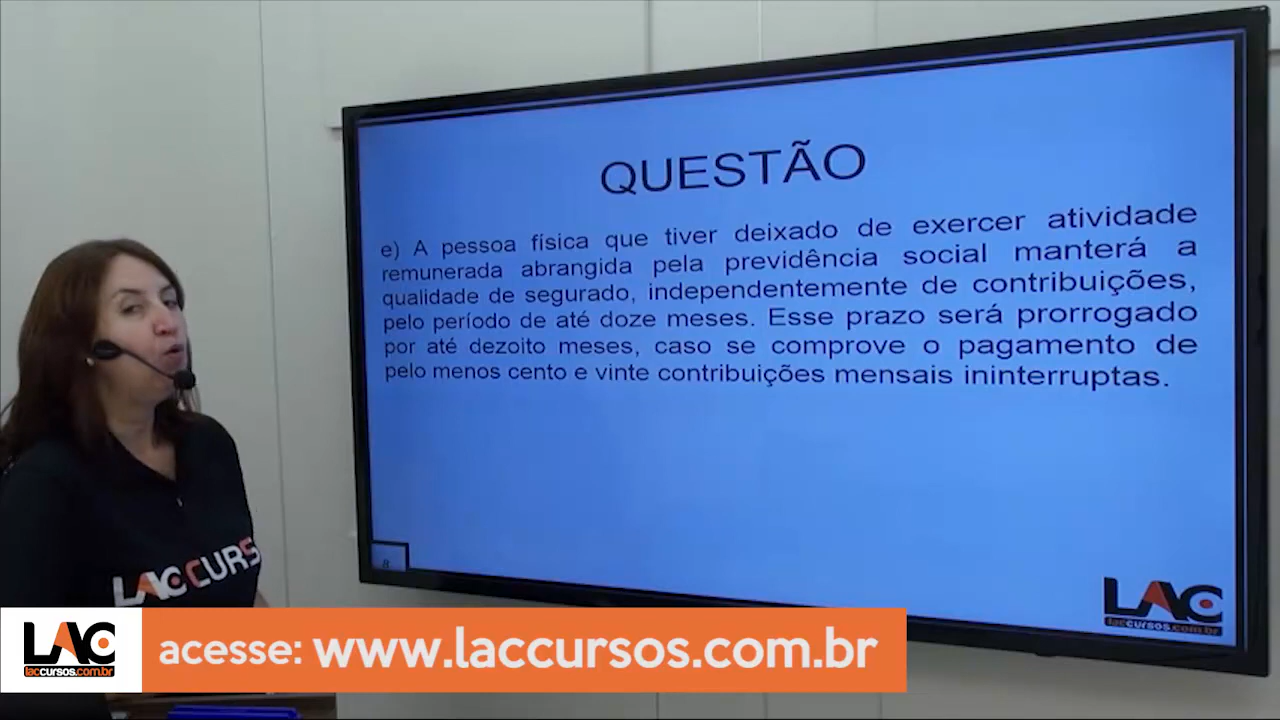 QUESTÃO
e) A pessoa física que tiver deixado de exercer atividade
remunerada abrangida pela previdência social manterá a
qualidade de segurado, independentemente de contribuições,
pelo período de até doze meses. Esse prazo será prorrogado
por até dezoito meses, caso se comprove o pagamento de
pelo menos cento e vinte contribuições mensais ininterruptas.
8
LAC
laccursos.com.br
LAC CURS
LAC
laccursos.com.br
acesse: www.laccursos.com.br